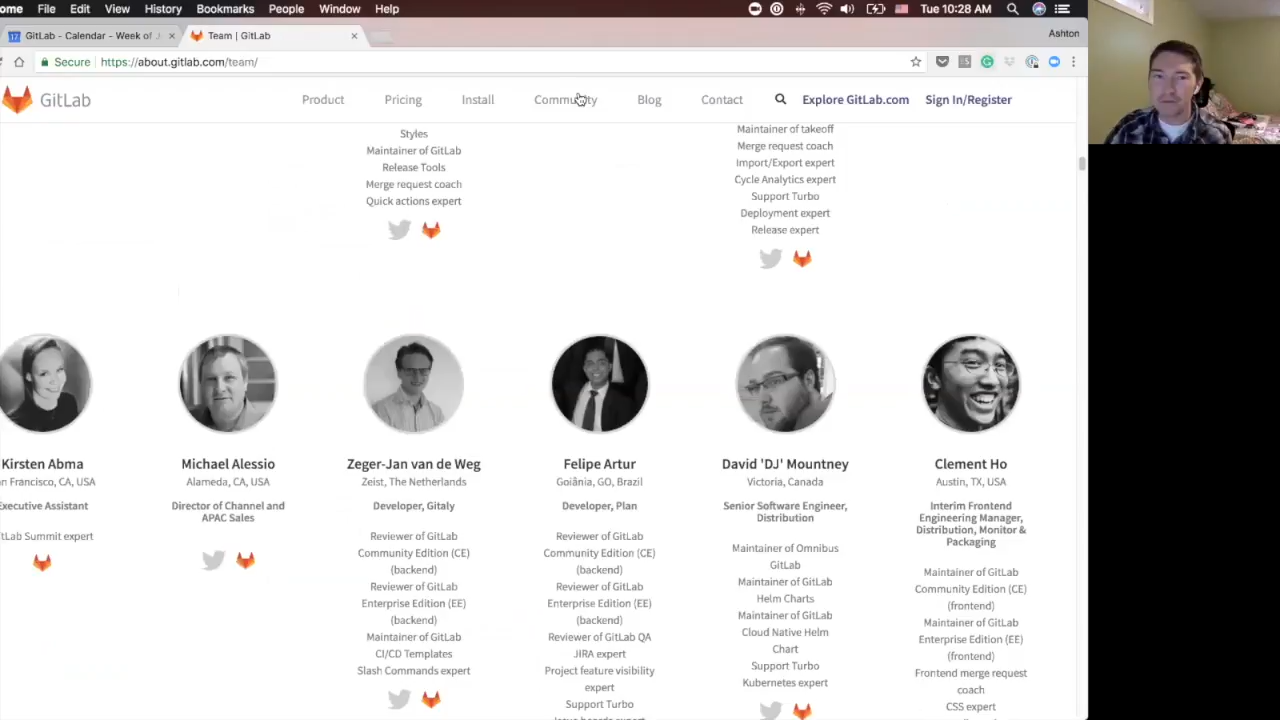 ome File Edit View History Bookmarks People Window Help
Tue 10:28 AM
17 GitLab - Calendar - Week of J
Team | GitLab
Ashton
Secure https://about.gitlab.com/team/
GitLab Product Pricing Install Community Blog Contact Explore GitLab.com Sign In/Register
Styles
Maintainer of GitLab
Release Tools
Merge request coach
Quick actions expert
Maintainer of takeoff
Merge request coach
Import/Export expert
Cycle Analytics expert
Support Turbo
Deployment expert
Release expert
Kirsten Abma
n Francisco, CA, USA
Executive Assistant
tLab Summit expert
Michael Alessio
Alameda, CA, USA
Director of Channel and
APAC Sales
Zeger-Jan van de Weg
Zeist, The Netherlands
Developer, Gitaly
Reviewer of GitLab
Community Edition (CE)
(backend)
Reviewer of GitLab
Enterprise Edition (EE)
(backend)
Maintainer of GitLab
CI/CD Templates
Slash Commands expert
Felipe Artur
Goiânia, GO, Brazil
Developer, Plan
Reviewer of GitLab
Community Edition (CE)
(backend)
Reviewer of GitLab
Enterprise Edition (EE)
(backend)
Reviewer of GitLab QA
JIRA expert
Project feature visibility
expert
Support Turbo
Issue boards expert
David 'DJ' Mountney
Victoria, Canada
Senior Software Engineer,
Distribution
Maintainer of Omnibus
GitLab
Maintainer of GitLab
Helm Charts
Maintainer of GitLab
Cloud Native Helm
Chart
Support Turbo
Kubernetes expert
Clement Ho
Austin, TX, USA
Interim Frontend
Engineering Manager,
Distribution, Monitor &
Packaging
Maintainer of GitLab
Community Edition (CE)
(frontend)
Maintainer of GitLab
Enterprise Edition (EE)
(frontend)
Frontend merge request
coach
CSS expert